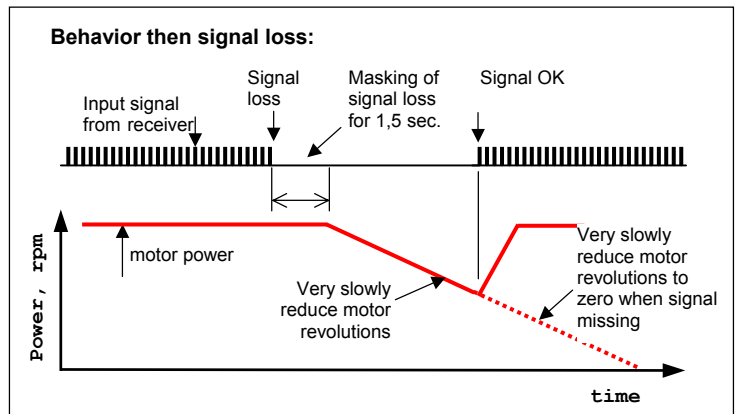 Behavior then signal loss:
Input signal
from receiver
Signal
loss
Masking of
signal loss
for 1,5 sec.
Signal OK
motor power
Very slowly
reduce motor
revolutions
Very slowly
reduce motor
revolutions to
zero when signal
missing
Power, rpm
time